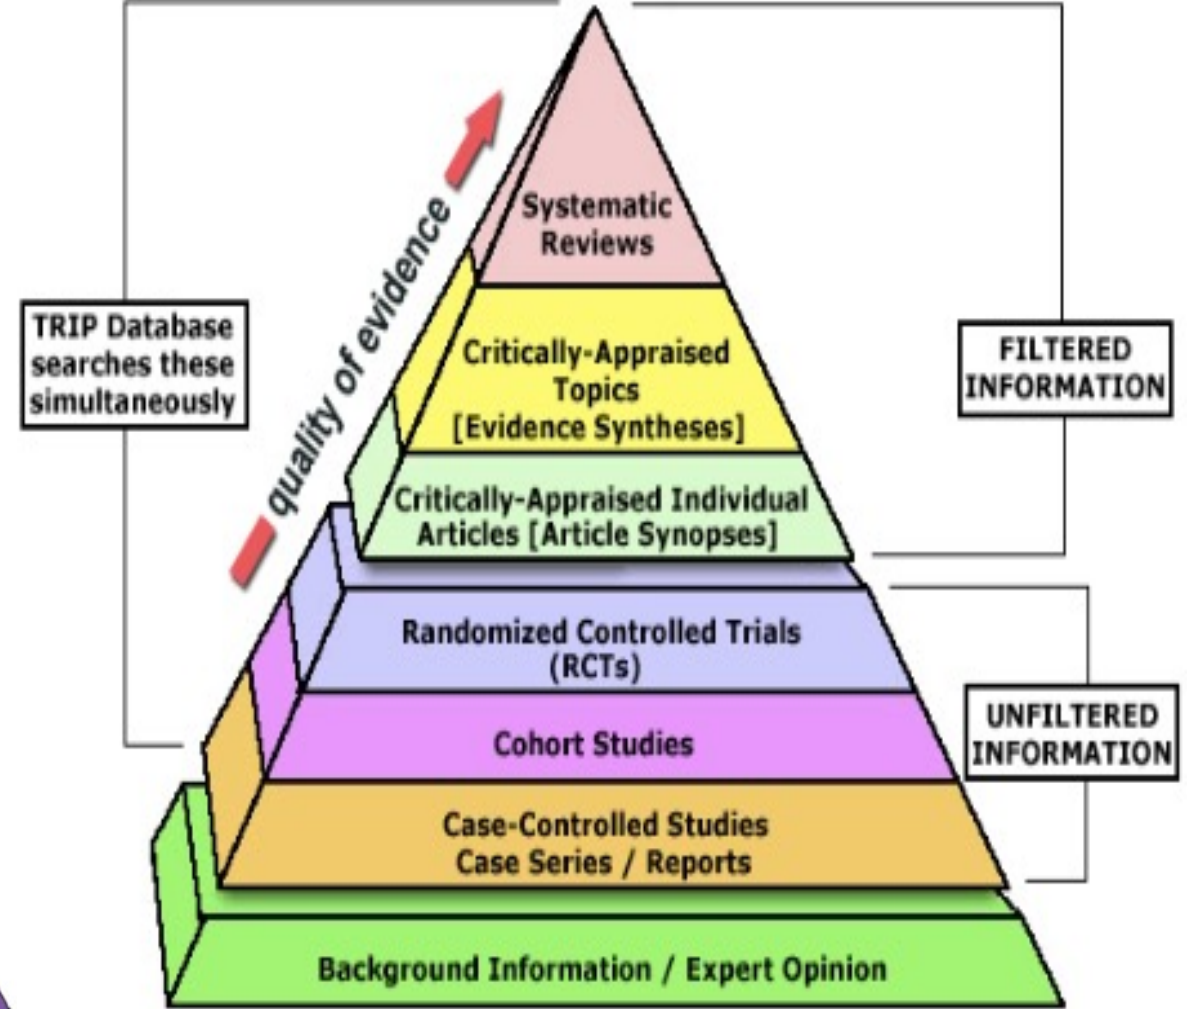 Systematic
Reviews
quality of evidence
TRIP Database
searches these
simultaneously
FILTERED
INFORMATION
Critically-Appraised
Topics
[Evidence Syntheses]
Critically-Appraised Individual
Articles [Article Synopses]
Randomized Controlled Trials
(RCTs)
UNFILTERED
INFORMATION
Cohort Studies
Case-Controlled Studies
Case Series / Reports
Background Information / Expert Opinion